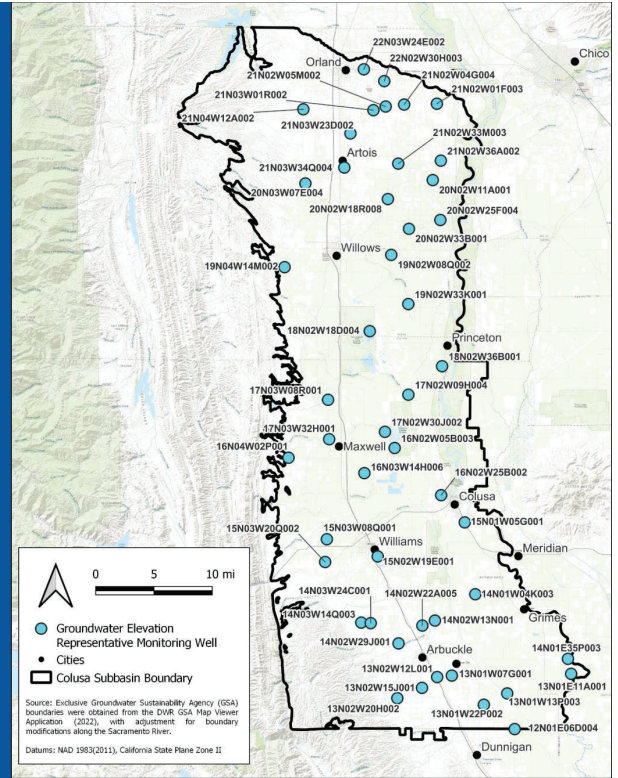 22N03W24E002
Orland
22N02W30H003
Chico
21N02W05M002
21N02W04G004
21N03W01R002
21N02W01F003
21N04W12A002
21N03W23D002
21N02W33M003
Artois
21N02W36A002
21N03W34Q004
20N03W07E004
20N02W11A001
20N02W18R008
20N02W25F004
20N02W33B001
Willows
19N02W08Q002
19N04W14M002
19N02W33K001
18N02W18D004
Princeton
18N02W36B001
17N03W08R001
17N02W09H004
17N03W32H001
17N02W30J002
16N04W02P001
Maxwell
16N02W05B003
16N03W14H006
16N02W25B002
Colusa
15N01W05G001
15N03W20Q002
15N03W08Q001
Williams
15N02W19E001
Meridian
14N03W24C001
14N02W22A005
14N01W04K003
14N03W14Q003
14N02W13N001
Grimes
14N02W29J001
Arbuckle
14N01E35P003
13N02W12L001
13N01W07G001
13N01E11A001
13N02W15J001
13N01W13P003
13N02W20H002
13N01W22P002
12N01E06D004
Dunnigan
0 5 10 mi
Groundwater Elevation
Representative Monitoring Well
Cities
Colusa Subbasin Boundary
Source: Exclusive Groundwater Sustainability Agency (GSA)
boundaries were obtained from the DWR GSA Map Viewer
Application (2022), with adjustment for boundary
modifications along the Sacramento River.
Datums: NAD 1983(2011), California State Plane Zone II